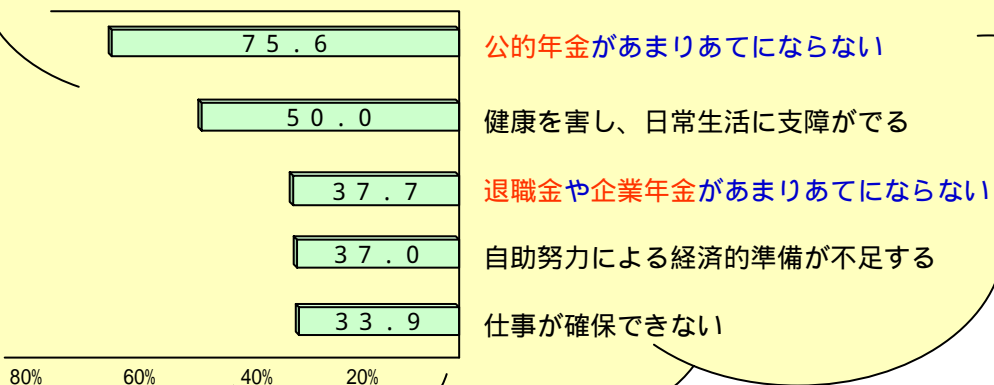 75.6 公的年金があまりあてにならない
50.0 健康を害し、日常生活に支障がでる
37.7 退職金や企業年金があまりあてにならない
37.0 自助努力による経済的準備が不足する
33.9 仕事が確保できない
80% 60% 40% 20%